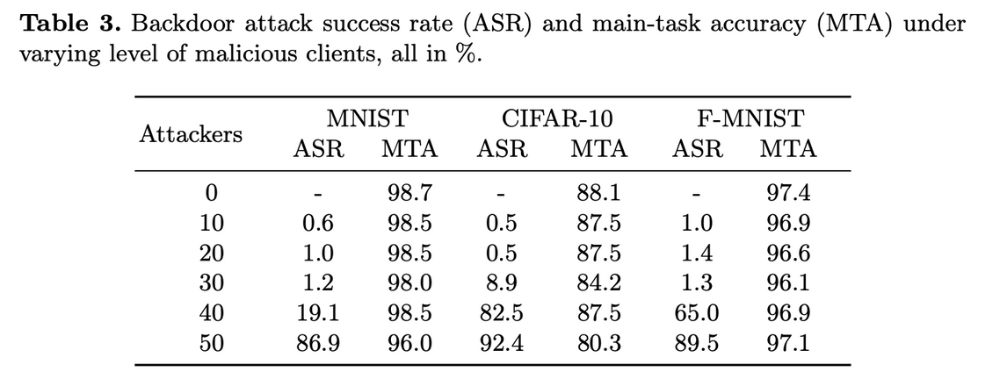 Table 3. Backdoor attack success rate (ASR) and main-task accuracy (MTA) under
varying level of malicious clients, all in %.
Attackers MNIST CIFAR-10 F-MNIST
ASR MTA ASR MTA ASR MTA
0 - 98.7 - 88.1 - 97.4
10 0.6 98.5 0.5 87.5 1.0 96.9
20 1.0 98.5 0.5 87.5 1.4 96.6
30 1.2 98.0 8.9 84.2 1.3 96.1
40 19.1 98.5 82.5 87.5 65.0 96.9
50 86.9 96.0 92.4 80.3 89.5 97.1